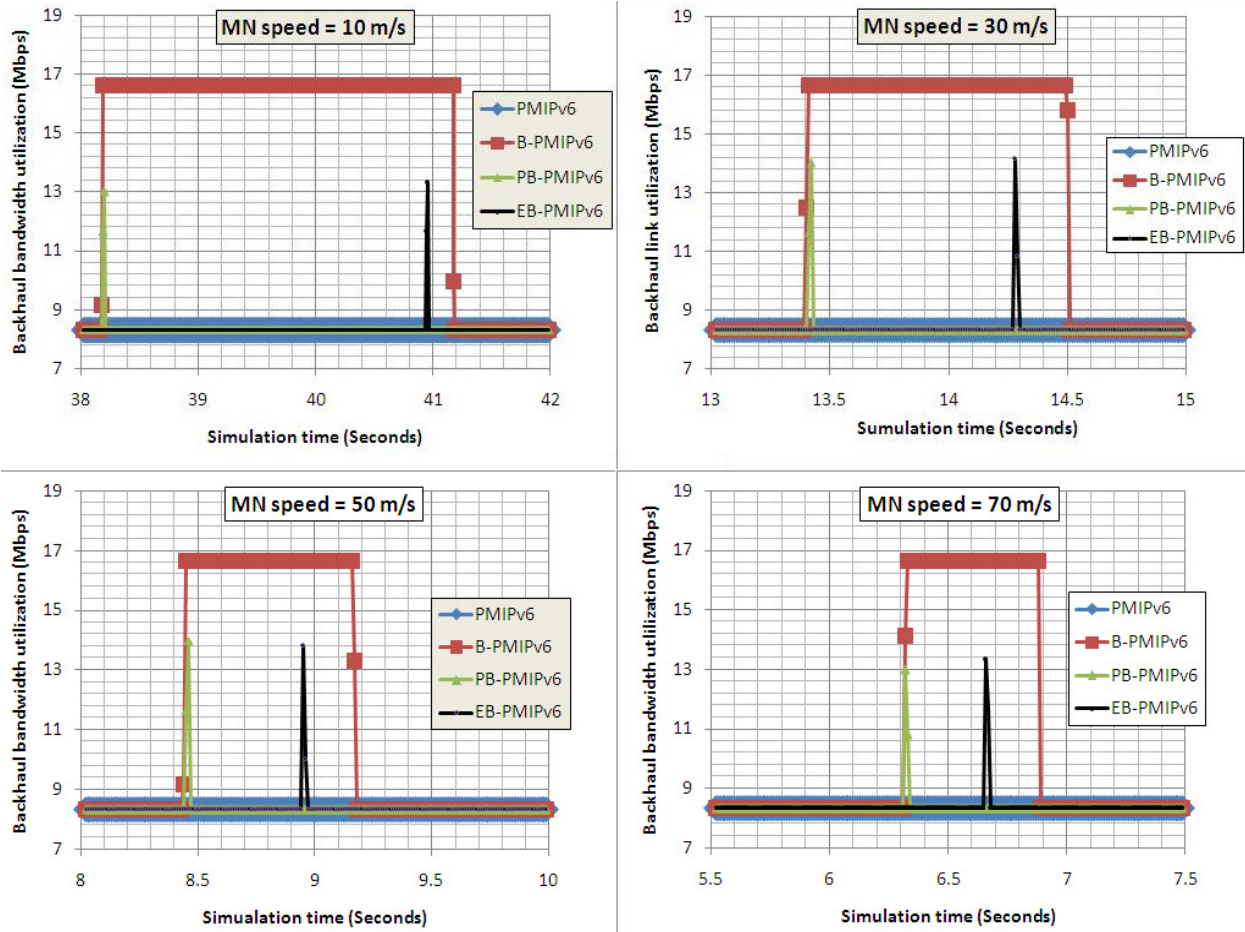 MN speed = 10 m/s
Backhaul bandwidth utilization (Mbps)
19
17
15
13
11
9
7
38
39
40
41
42
Simulation time (Seconds)
PMIPv6
B-PMIPv6
PB-PMIPv6
EB-PMIPv6
MN speed = 30 m/s
Backhaul link utilization (Mbps)
19
17
15
13
11
9
7
13
13.5
14
14.5
15
Sumulation time (Seconds)
PMIPv6
B-PMIPv6
PB-PMIPv6
EB-PMIPv6
MN speed = 50 m/s
Backhaul bandwidth utilization (Mbps)
19
17
15
13
11
9
7
8
8.5
9
9.5
10
Simualation time (Seconds)
PMIPv6
B-PMIPv6
PB-PMIPv6
EB-PMIPv6
MN speed = 70 m/s
Backhaul bandwidth utilization (Mbps)
19
17
15
13
11
9
7
5.5
6
6.5
7
7.5
Simulation time (Seconds)
PMIPv6
B-PMIPv6
PB-PMIPv6
EB-PMIPv6